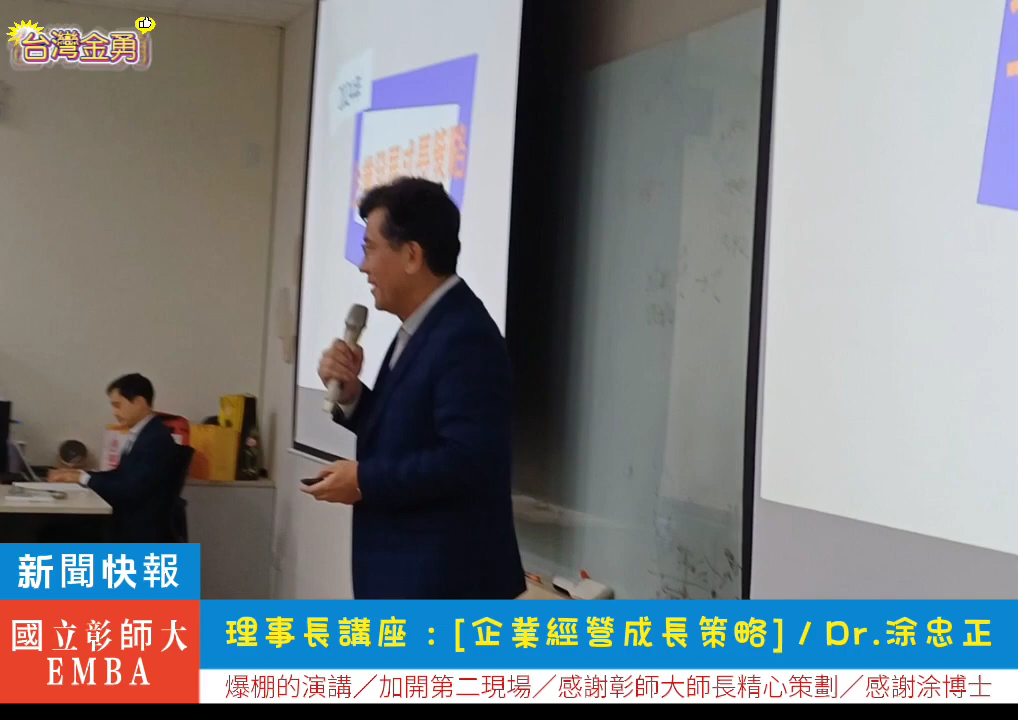 台灣金勇
新聞快報
國立彰師大
EMBA
理事長講座：[企業經營成長策略] / Dr.涂忠正
爆棚的演講／加開第二現場／感謝彰師大師長精心策劃／感謝涂博士